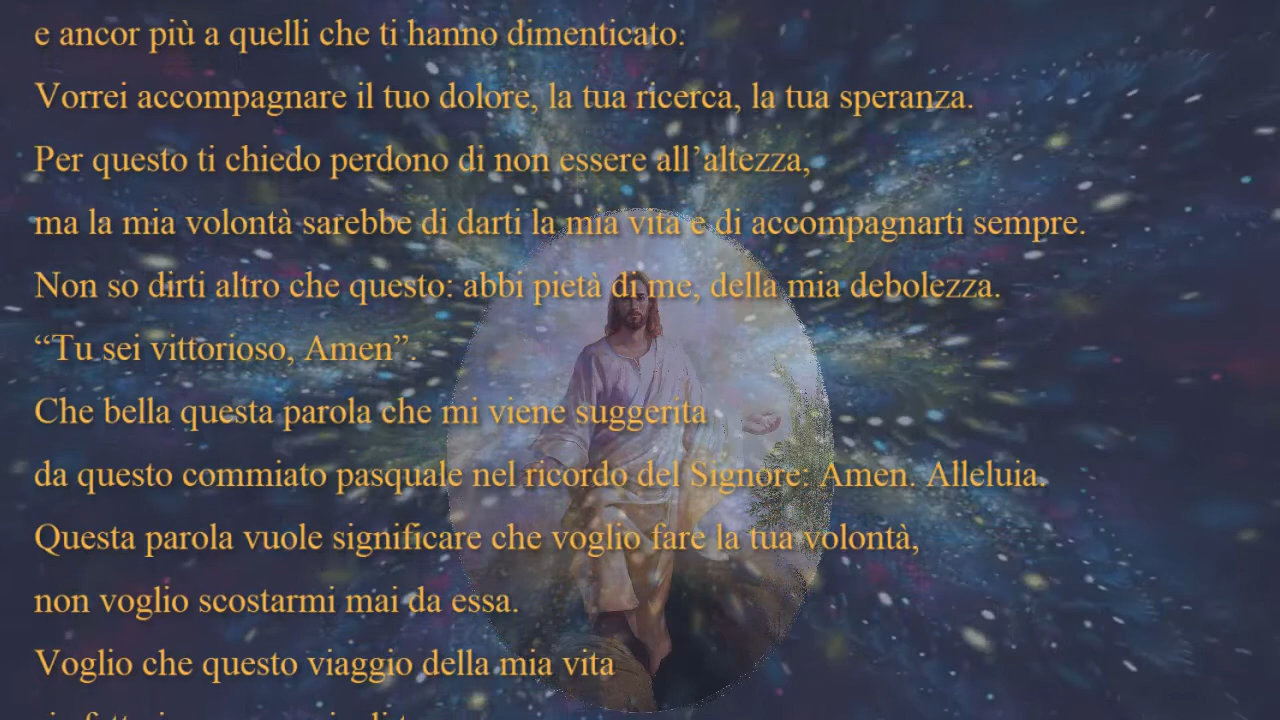 e ancor più a quelli che ti hanno dimenticato.
Vorrei accompagnare il tuo dolore, la tua ricerca, la tua speranza.
Per questo ti chiedo perdono di non essere all’altezza,
ma la mia volontà sarebbe di darti la mia vita e di accompagnarti sempre.
Non so dirti altro che questo: abbi pietà di me, della mia debolezza.
“Tu sei vittorioso, Amen”.
Che bella questa parola che mi viene suggerita
da questo commiato pasquale nel ricordo del Signore: Amen. Alleluia.
Questa parola vuole significare che voglio fare la tua volontà,
non voglio scostarmi mai da essa.
Voglio che questo viaggio della mia vita